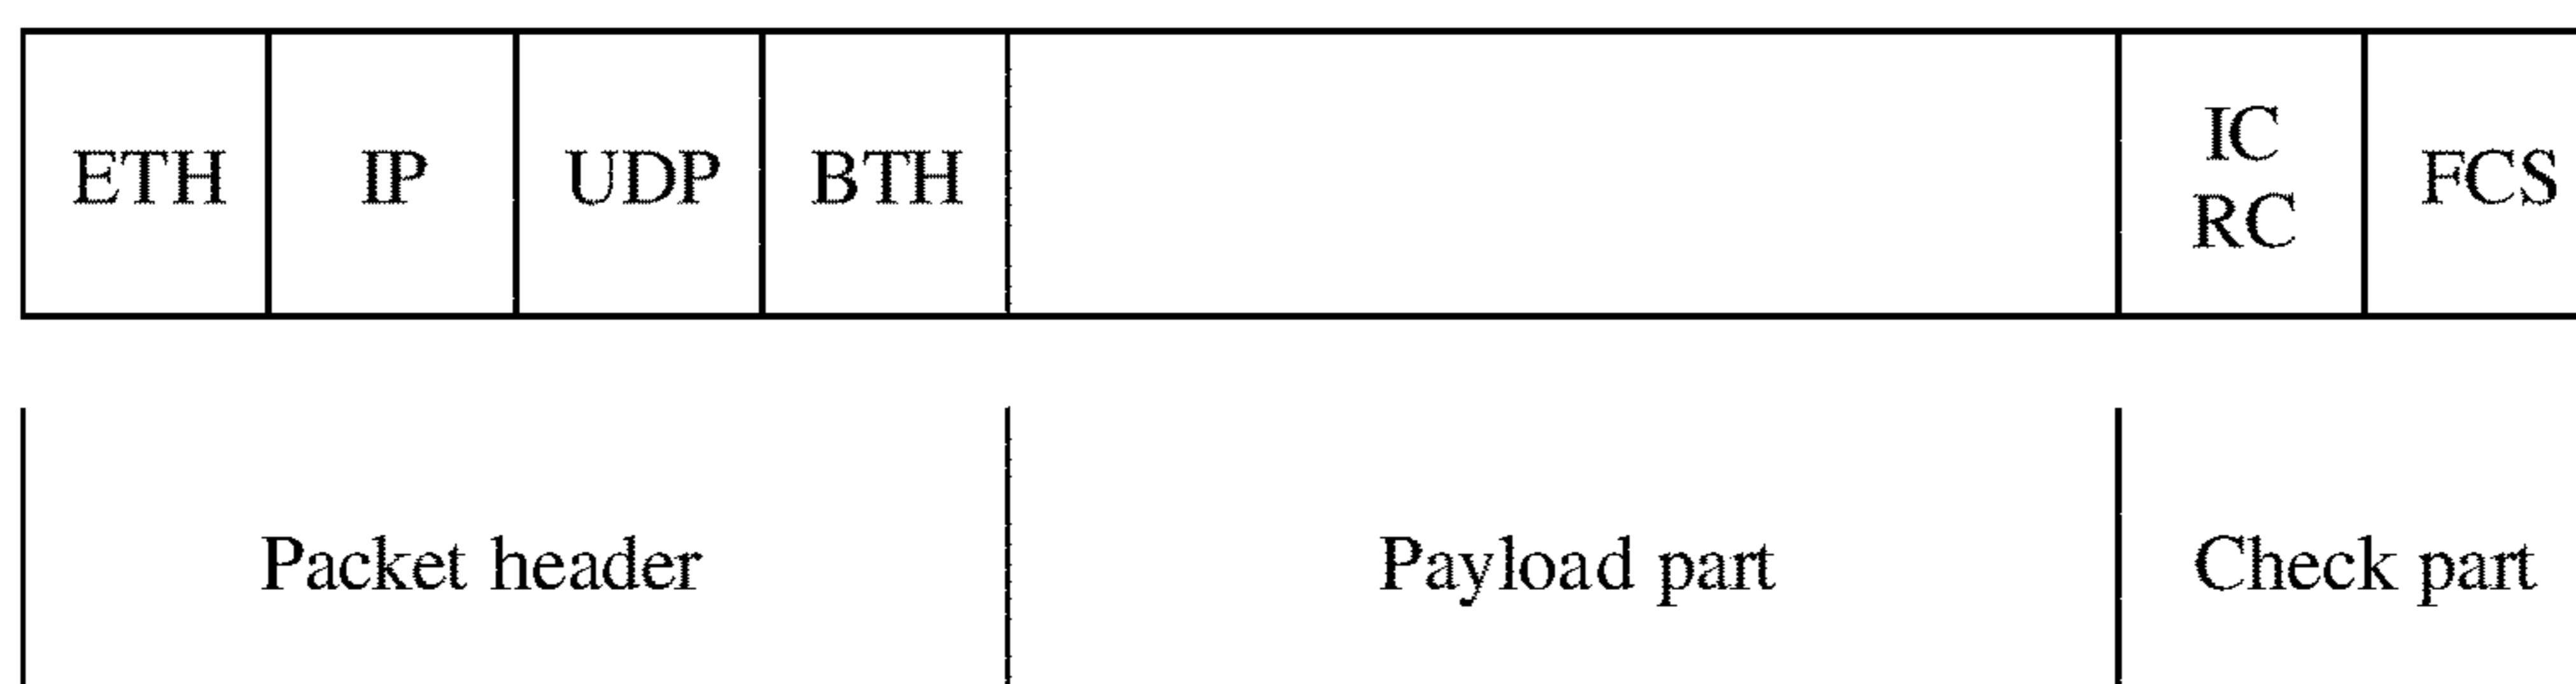 ETH IP UDP BTH IC
RC FCS
Packet header Payload part Check part